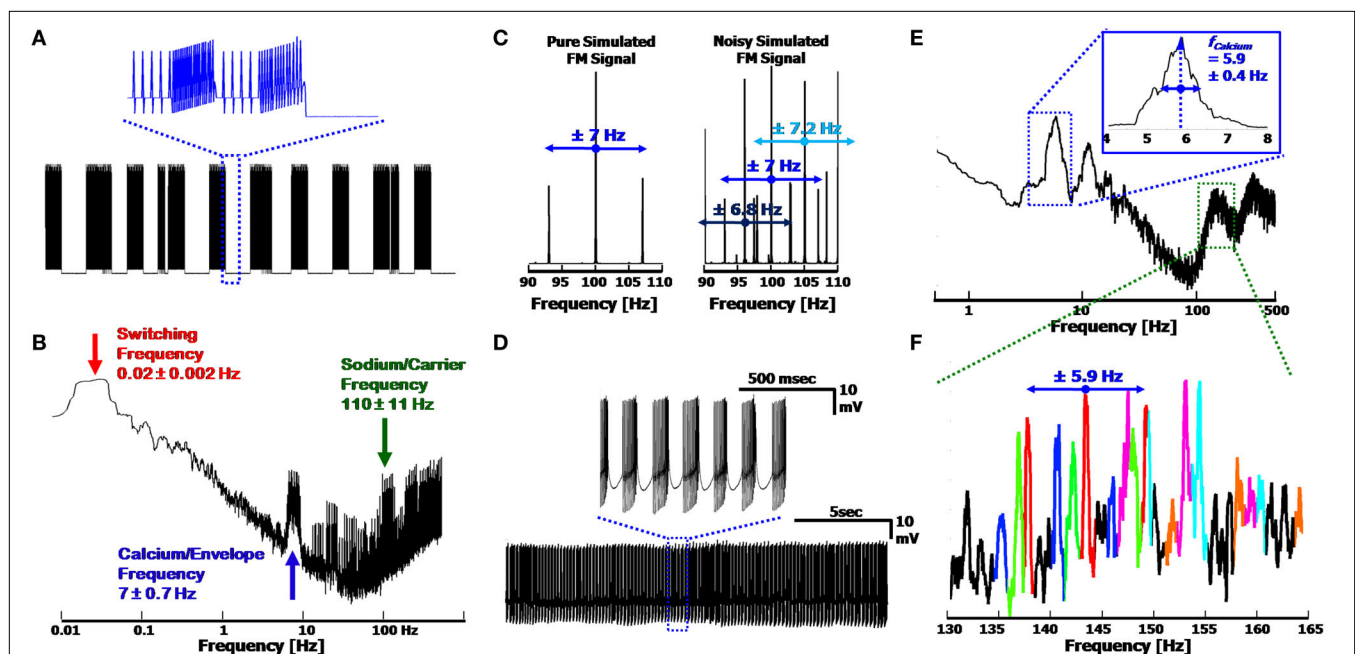 A
B
Switching
Frequency
0.02 ± 0.002 Hz
Sodium/Carrier
Frequency
110 ± 11 Hz
Calcium/Envelope
Frequency
7 ± 0.7 Hz
0.01 0.1 1 10 100 Hz
Frequency [Hz]
C
Pure Simulated
FM Signal
± 7 Hz
90 95 100 105 110
Frequency [Hz]
Noisy Simulated
FM Signal
± 7.2 Hz
± 7 Hz
± 6.8 Hz
90 95 100 105 110
Frequency [Hz]
D
500 msec
10
mV
5sec
10
mV
E
fCalcium
= 5.9
± 0.4 Hz
4 5 6 7 8
1 10 100 500
Frequency [Hz]
F
± 5.9 Hz
130 135 140 145 150 155 160 165
Frequency [Hz]